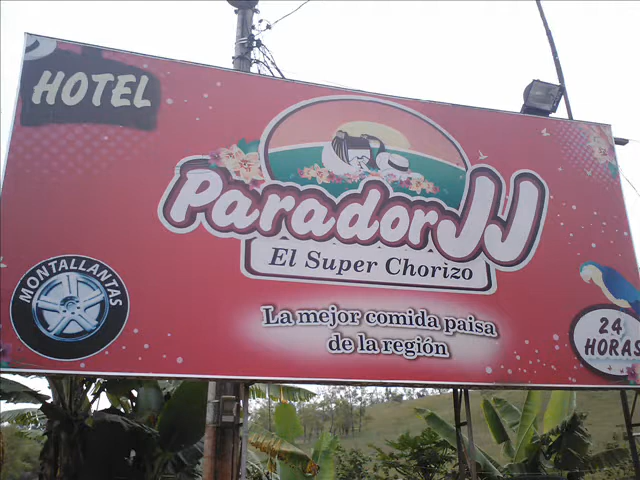 HOTEL
Parador JJ
El Super Chorizo
MONTALLANTAS
La mejor comida paisa
de la región
24
HORAS